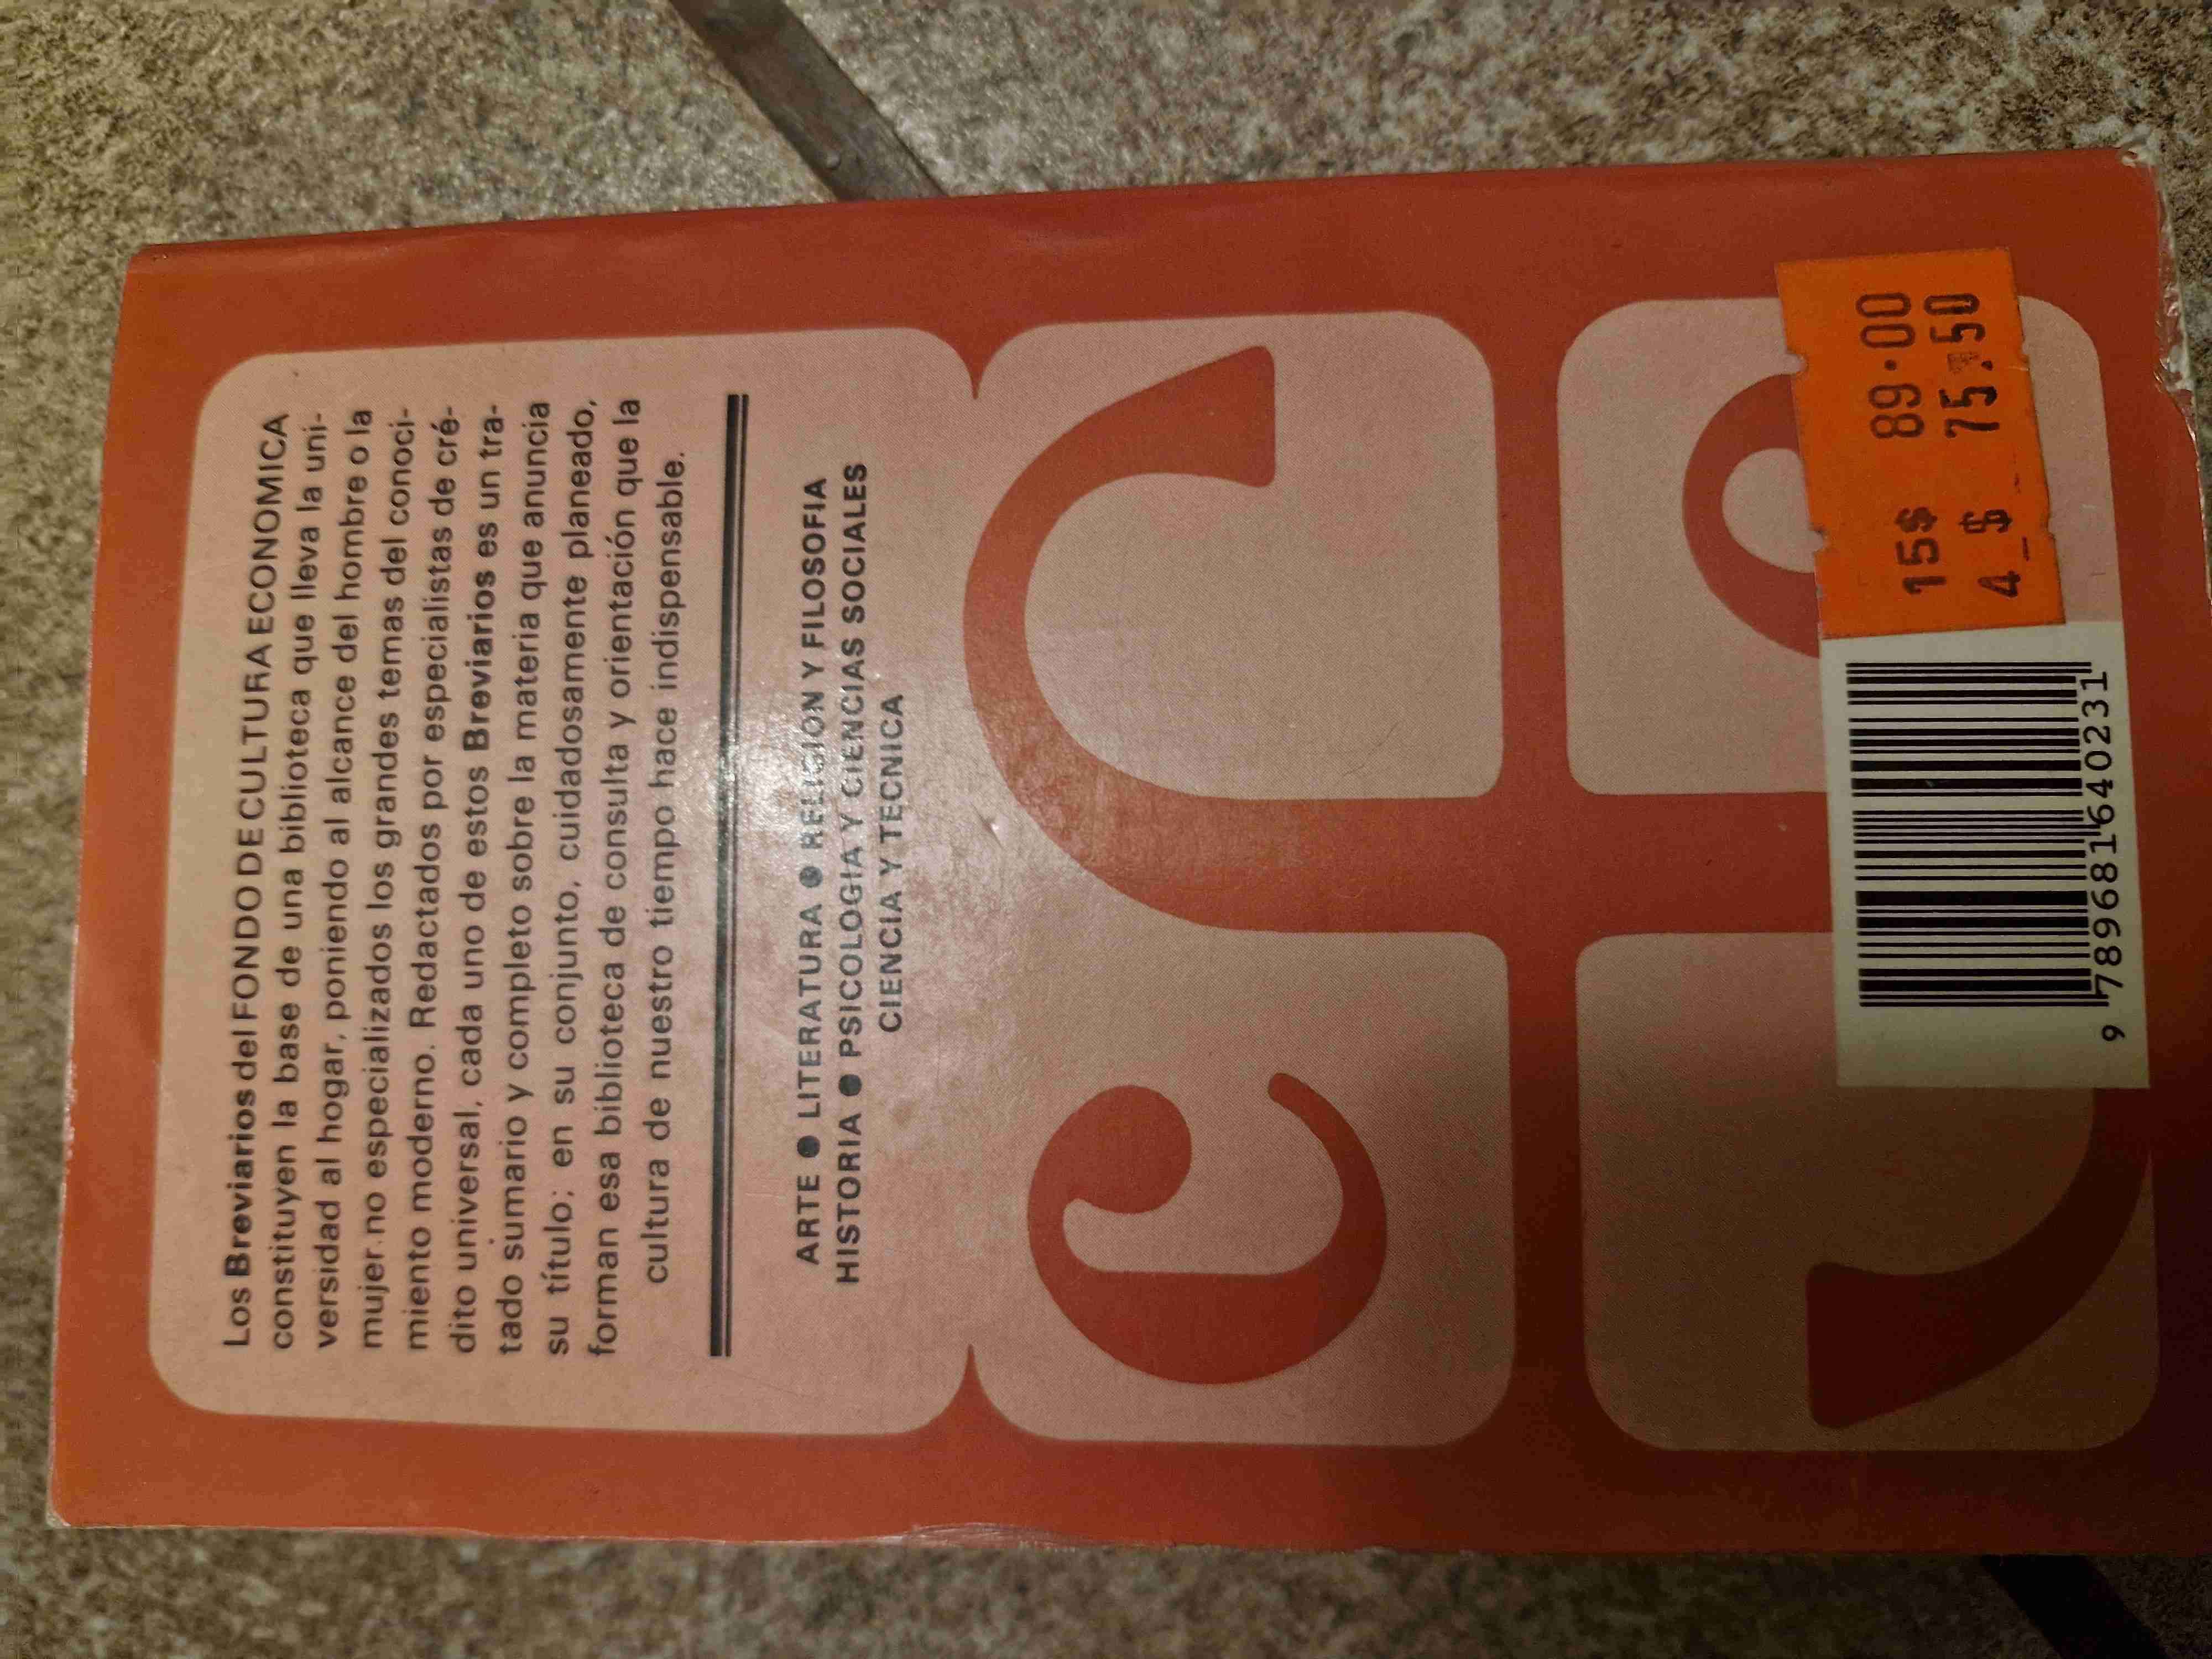 Los Breviarios del FONDO DE CULTURA ECONOMICA
constituyen la base de una biblioteca que lleva la uni-
versidad al hogar, poniendo al alcance del hombre o la
mujer no especializados los grandes temas del conoci-
miento moderno. Redactados por especialistas de cré-
dito universal, cada uno de estos Breviarios es un tra-
tado sumario y completo sobre la materia que anuncia
su título; en su conjunto, cuidadosamente planeado,
forman esa biblioteca de consulta y orientación que la
cultura de nuestro tiempo hace indispensable.
ARTE ● LITERATURA ● RELIGION Y FILOSOFIA
HISTORIA ● PSICOLOGIA Y CIENCIAS SOCIALES
CIENCIA Y TECNICA
15$ 89.00
4 $ 75.50
9 789681 640231